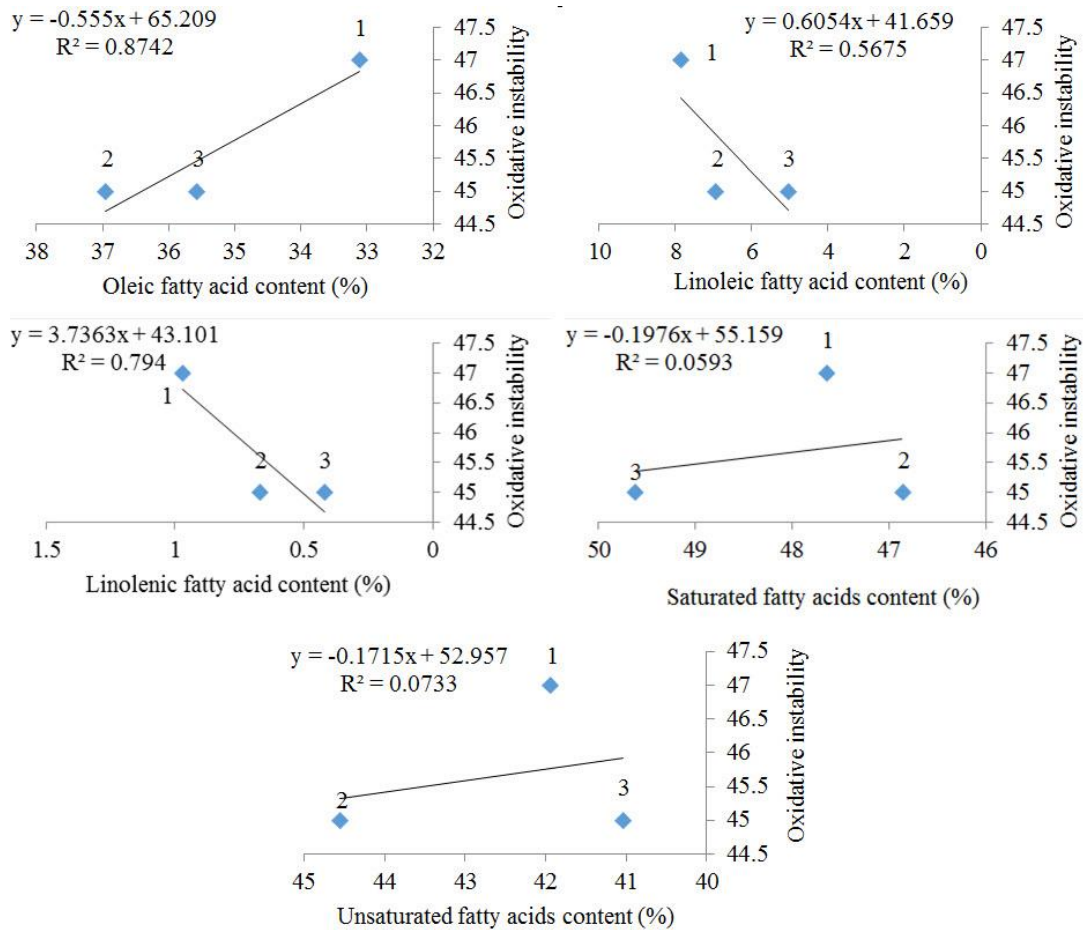 y = -0.555x + 65.209
R² = 0.8742
1
2
3
47.5
47
46.5
46
45.5
45
44.5
Oxidative instability
38 37 36 35 34 33 32
Oleic fatty acid content (%)
-
y = 0.6054x + 41.659
R² = 0.5675
1
2
3
47.5
47
46.5
46
45.5
45
44.5
Oxidative instability
10 8 6 4 2 0
Linoleic fatty acid content (%)
y = 3.7363x + 43.101
R² = 0.794
1
2
3
47.5
47
46.5
46
45.5
45
44.5
Oxidative instability
1.5 1 0.5 0
Linolenic fatty acid content (%)
y = -0.1976x + 55.159
R² = 0.0593
1
2
3
47.5
47
46.5
46
45.5
45
44.5
Oxidative instability
50 49 48 47 46
Saturated fatty acids content (%)
y = -0.1715x + 52.957
R² = 0.0733
1
2
3
47.5
47
46.5
46
45.5
45
44.5
Oxidative instability
45 44 43 42 41 40
Unsaturated fatty acids content (%)